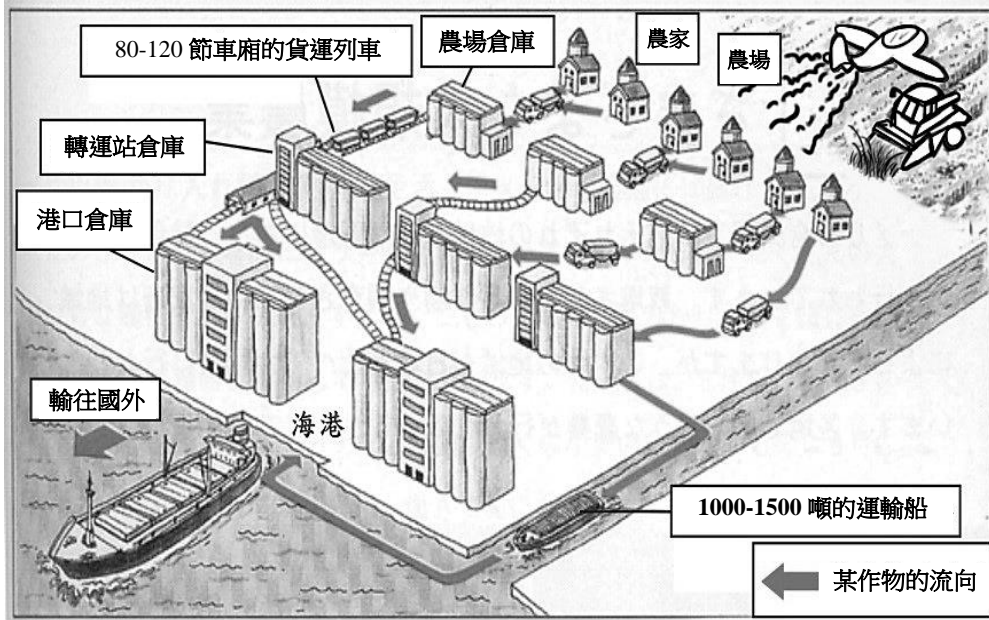 80-120 節車廂的貨運列車
農場倉庫
農家
農場
轉運站倉庫
港口倉庫
輸往國外
海港
1000-1500 噸的運輸船
某作物的流向